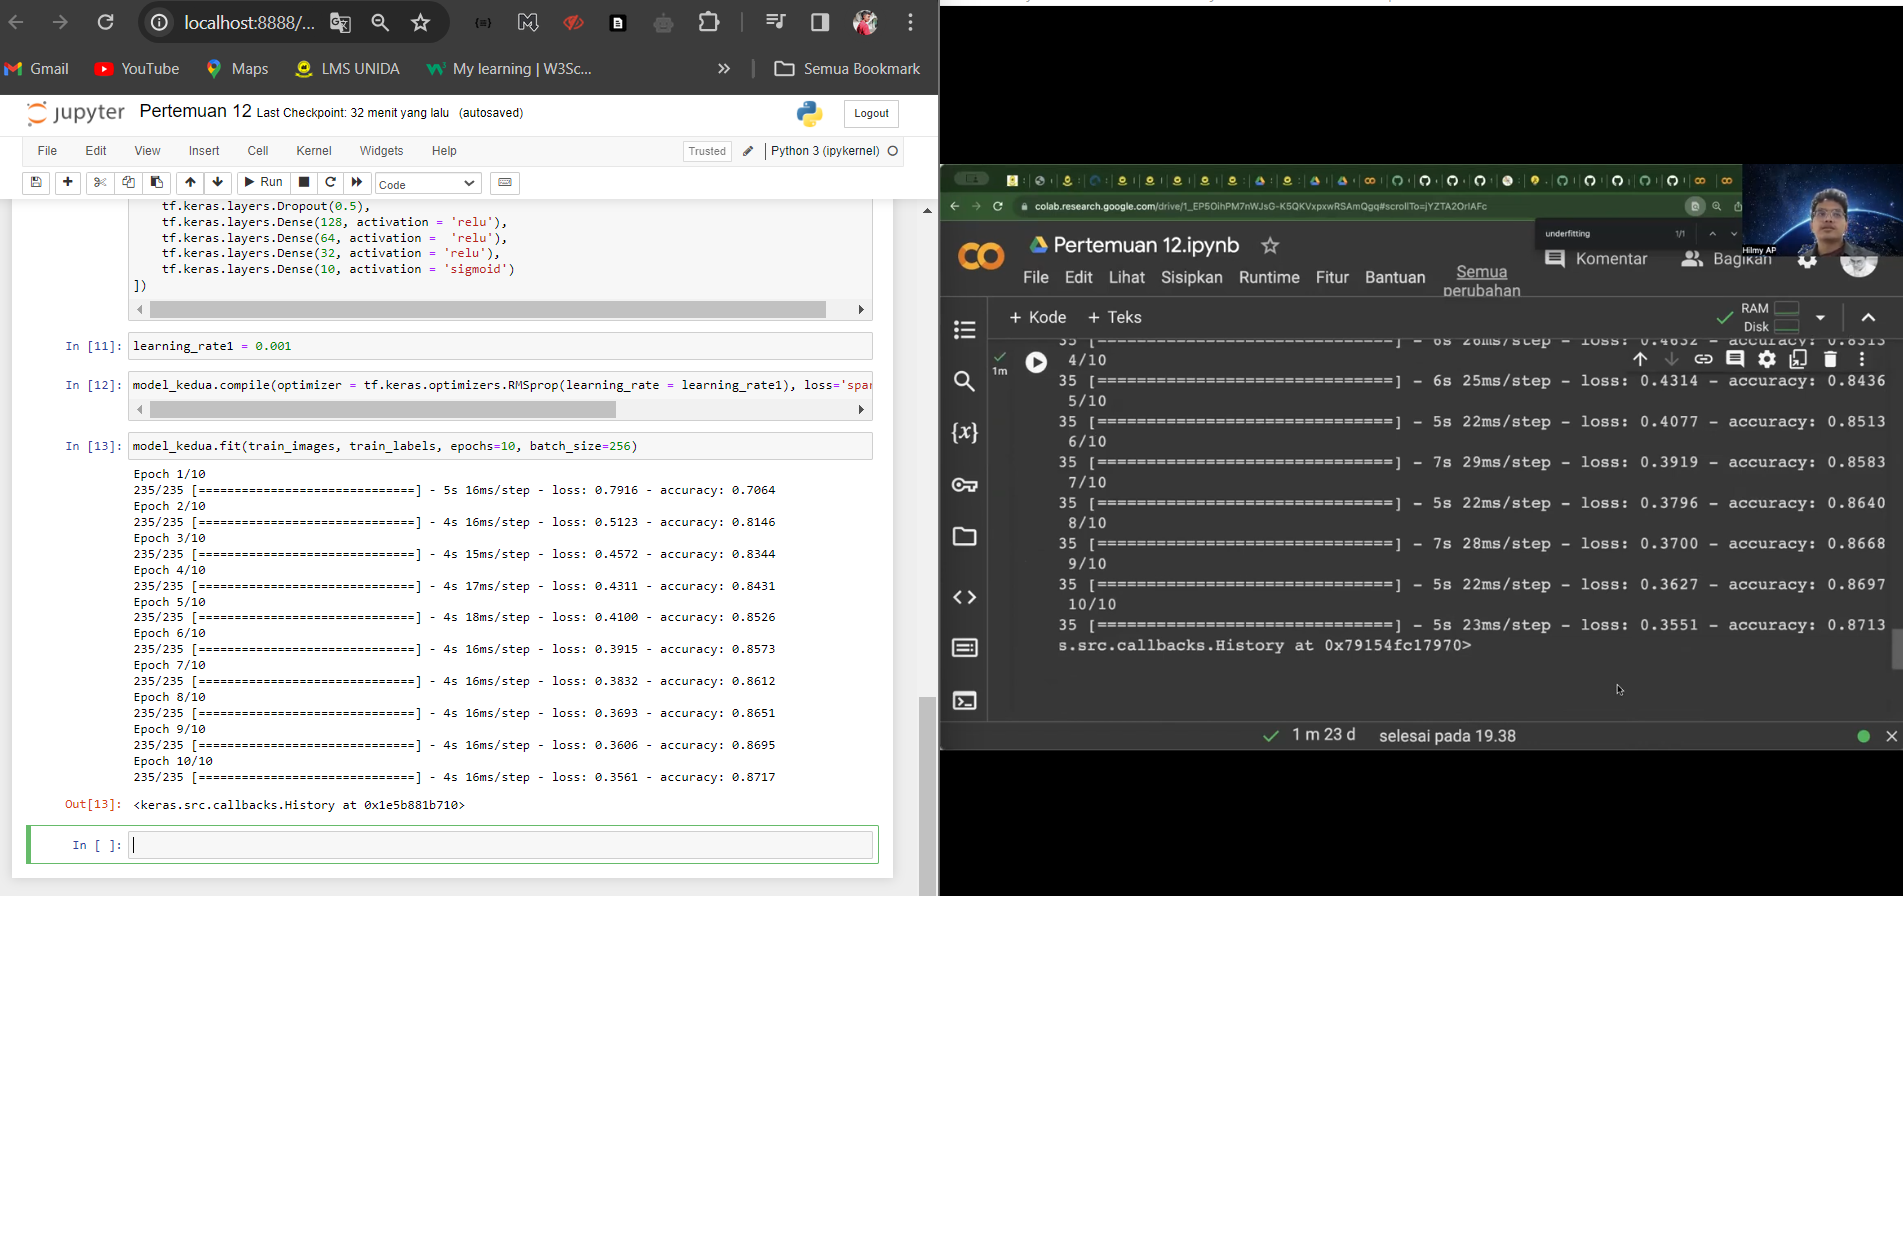 localhost:8888/...
Gmail YouTube Maps LMS UNIDA My learning | W3Sc... » Semua Bookmark
jupyter Pertemuan 12 Last Checkpoint: 32 menit yang lalu (autosaved) Logout
File Edit View Insert Cell Kernel Widgets Help Trusted Python 3 (ipykernel)
Run Code
tf.keras.layers.Dropout(0.5),
tf.keras.layers.Dense(128, activation = 'relu'),
tf.keras.layers.Dense(64, activation =  'relu'),
tf.keras.layers.Dense(32, activation = 'relu'),
tf.keras.layers.Dense(10, activation = 'sigmoid')
])
In [11]: learning_rate1 = 0.001
In [12]: model_kedua.compile(optimizer = tf.keras.optimizers.RMSprop(learning_rate = learning_rate1), loss='spar
In [13]: model_kedua.fit(train_images, train_labels, epochs=10, batch_size=256)
Epoch 1/10
235/235 [==============================] - 5s 16ms/step - loss: 0.7916 - accuracy: 0.7064
Epoch 2/10
235/235 [==============================] - 4s 16ms/step - loss: 0.5123 - accuracy: 0.8146
Epoch 3/10
235/235 [==============================] - 4s 15ms/step - loss: 0.4572 - accuracy: 0.8344
Epoch 4/10
235/235 [==============================] - 4s 17ms/step - loss: 0.4311 - accuracy: 0.8431
Epoch 5/10
235/235 [==============================] - 4s 18ms/step - loss: 0.4100 - accuracy: 0.8526
Epoch 6/10
235/235 [==============================] - 4s 16ms/step - loss: 0.3915 - accuracy: 0.8573
Epoch 7/10
235/235 [==============================] - 4s 16ms/step - loss: 0.3832 - accuracy: 0.8612
Epoch 8/10
235/235 [==============================] - 4s 16ms/step - loss: 0.3693 - accuracy: 0.8651
Epoch 9/10
235/235 [==============================] - 4s 16ms/step - loss: 0.3606 - accuracy: 0.8695
Epoch 10/10
235/235 [==============================] - 4s 16ms/step - loss: 0.3561 - accuracy: 0.8717
Out[13]: <keras.src.callbacks.History at 0x1e5b881b710>
In [ ]:
colab.research.google.com/drive/1_EP5OihPM7nWJsG-K5QKVxpxwRSAmQgq#scrollTo=jYZTA2OrlAFc
underfitting 1/1
Hilmy AP
Pertemuan 12.ipynb
Komentar Bagikan
File Edit Lihat Sisipkan Runtime Fitur Bantuan Semua perubahan
+ Kode + Teks RAM
Disk
1m
35 [==============================] - 6s 26ms/step - loss: 0.4632 - accuracy: 0.8313
4/10
35 [==============================] - 6s 25ms/step - loss: 0.4314 - accuracy: 0.8436
5/10
35 [==============================] - 5s 22ms/step - loss: 0.4077 - accuracy: 0.8513
6/10
35 [==============================] - 7s 29ms/step - loss: 0.3919 - accuracy: 0.8583
7/10
35 [==============================] - 5s 22ms/step - loss: 0.3796 - accuracy: 0.8640
8/10
35 [==============================] - 7s 28ms/step - loss: 0.3700 - accuracy: 0.8668
9/10
35 [==============================] - 5s 22ms/step - loss: 0.3627 - accuracy: 0.8697
10/10
35 [==============================] - 5s 23ms/step - loss: 0.3551 - accuracy: 0.8713
s.src.callbacks.History at 0x79154fc17970>
1 m 23 d selesai pada 19.38